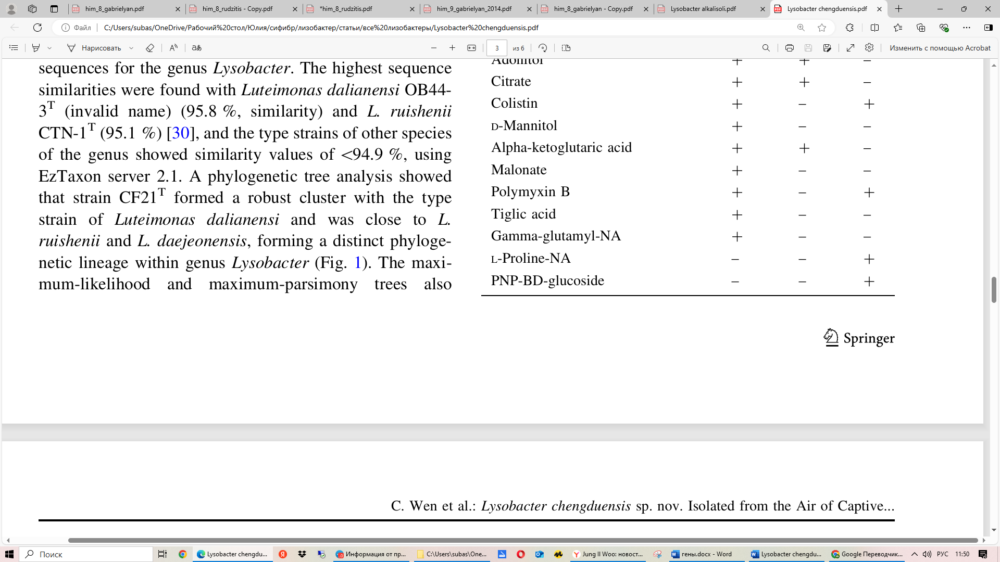 him_8_gabrielyan.pdf
him_8_rudzitis - Copy.pdf
*him_8_rudzitis.pdf
him_9_gabrielyan_2014.pdf
him_8_gabrielyan - Copy.pdf
Lysobacter alkalisoli.pdf
Lysobacter chengduensis.pdf
Файл
C:/Users/subas/OneDrive/Рабочий%20стол/Юлия/сифибр/лизобактер/статьи/все%20лизобактеры/Lysobacter%20chengduensis.pdf
Нарисовать
3 из 6
Изменить с помощью Acrobat
sequences for the genus Lysobacter. The highest sequence
similarities were found with Luteimonas dalianensi OB44-
3T (invalid name) (95.8 %, similarity) and L. ruishenii
CTN-1T (95.1 %) [30], and the type strains of other species
of the genus showed similarity values of <94.9 %, using
EzTaxon server 2.1. A phylogenetic tree analysis showed
that strain CF21T formed a robust cluster with the type
strain of Luteimonas dalianensi and was close to L.
ruishenii and L. daejeonensis, forming a distinct phyloge-
netic lineage within genus Lysobacter (Fig. 1). The maxi-
mum-likelihood and maximum-parsimony trees also
Adonitol + + –
Citrate + + –
Colistin + – +
D-Mannitol + – –
Alpha-ketoglutaric acid + + –
Malonate + – –
Polymyxin B + – +
Tiglic acid + – –
Gamma-glutamyl-NA + – –
L-Proline-NA – – +
PNP-BD-glucoside – – +
Springer
C. Wen et al.: Lysobacter chengduensis sp. nov. Isolated from the Air of Captive...
Поиск
Lysobacter chengdu...
Информация от пр...
C:\Users\subas\One...
Jung Il Woo: новост...
гены.docx - Word
Lysobacter chengdu...
Google Переводчик...
РУС
11:50